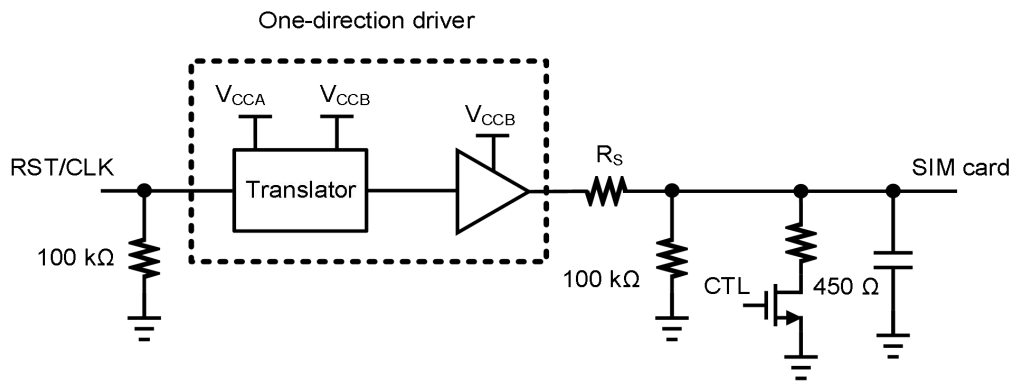 One-direction driver
VCCA
VCCB
VCCB
RST/CLK
Translator
RS
SIM card
100 kΩ
100 kΩ
CTL
450 Ω